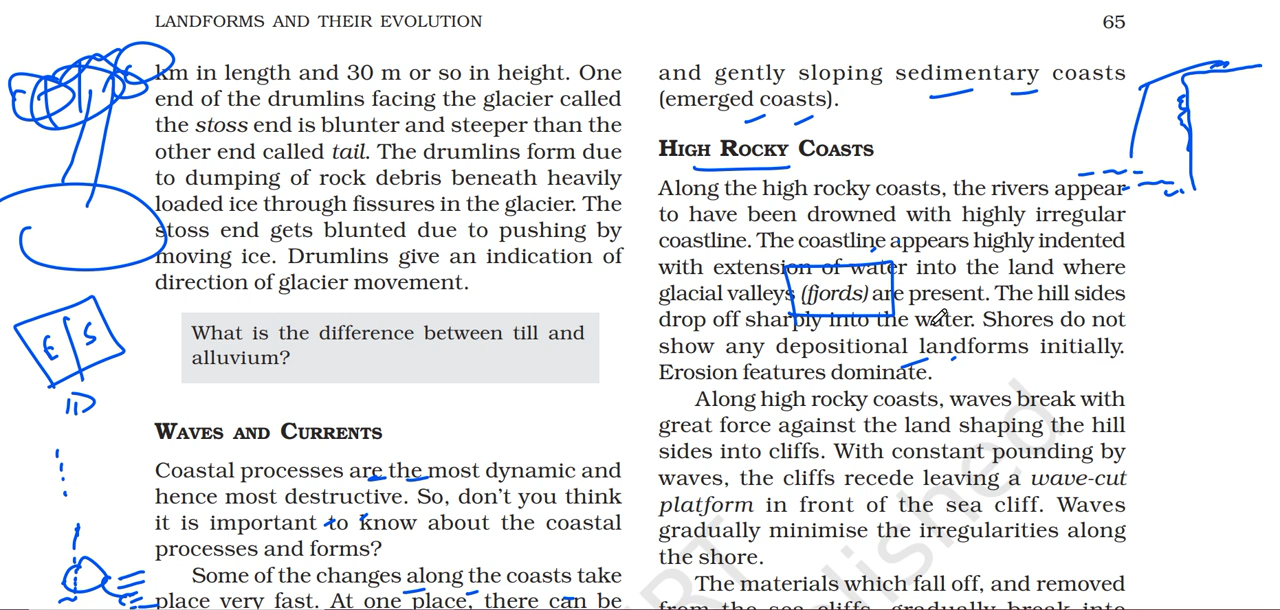 LANDFORMS AND THEIR EVOLUTION
65
km in length and 30 m or so in height. One
end of the drumlins facing the glacier called
the stoss end is blunter and steeper than the
other end called tail. The drumlins form due
to dumping of rock debris beneath heavily
loaded ice through fissures in the glacier. The
stoss end gets blunted due to pushing by
moving ice. Drumlins give an indication of
direction of glacier movement.
What is the difference between till and
alluvium?
WAVES AND CURRENTS
Coastal processes are the most dynamic and
hence most destructive. So, don't you think
it is important to know about the coastal
processes and forms?
Some of the changes along the coasts take
place very fast. At one place, there can be
and gently sloping sedimentary coasts
(emerged coasts).
HIGH ROCKY COASTS
Along the high rocky coasts, the rivers appear
to have been drowned with highly irregular
coastline. The coastline appears highly indented
with extension of water into the land where
glacial valleys (fjords) are present. The hill sides
drop off sharply into the water. Shores do not
show any depositional landforms initially.
Erosion features dominate.
Along high rocky coasts, waves break with
great force against the land shaping the hill
sides into cliffs. With constant pounding by
waves, the cliffs recede leaving a wave-cut
platform in front of the sea cliff. Waves
gradually minimise the irregularities along
the shore.
The materials which fall off, and removed
from the sea cliffs, gradually break into
E S